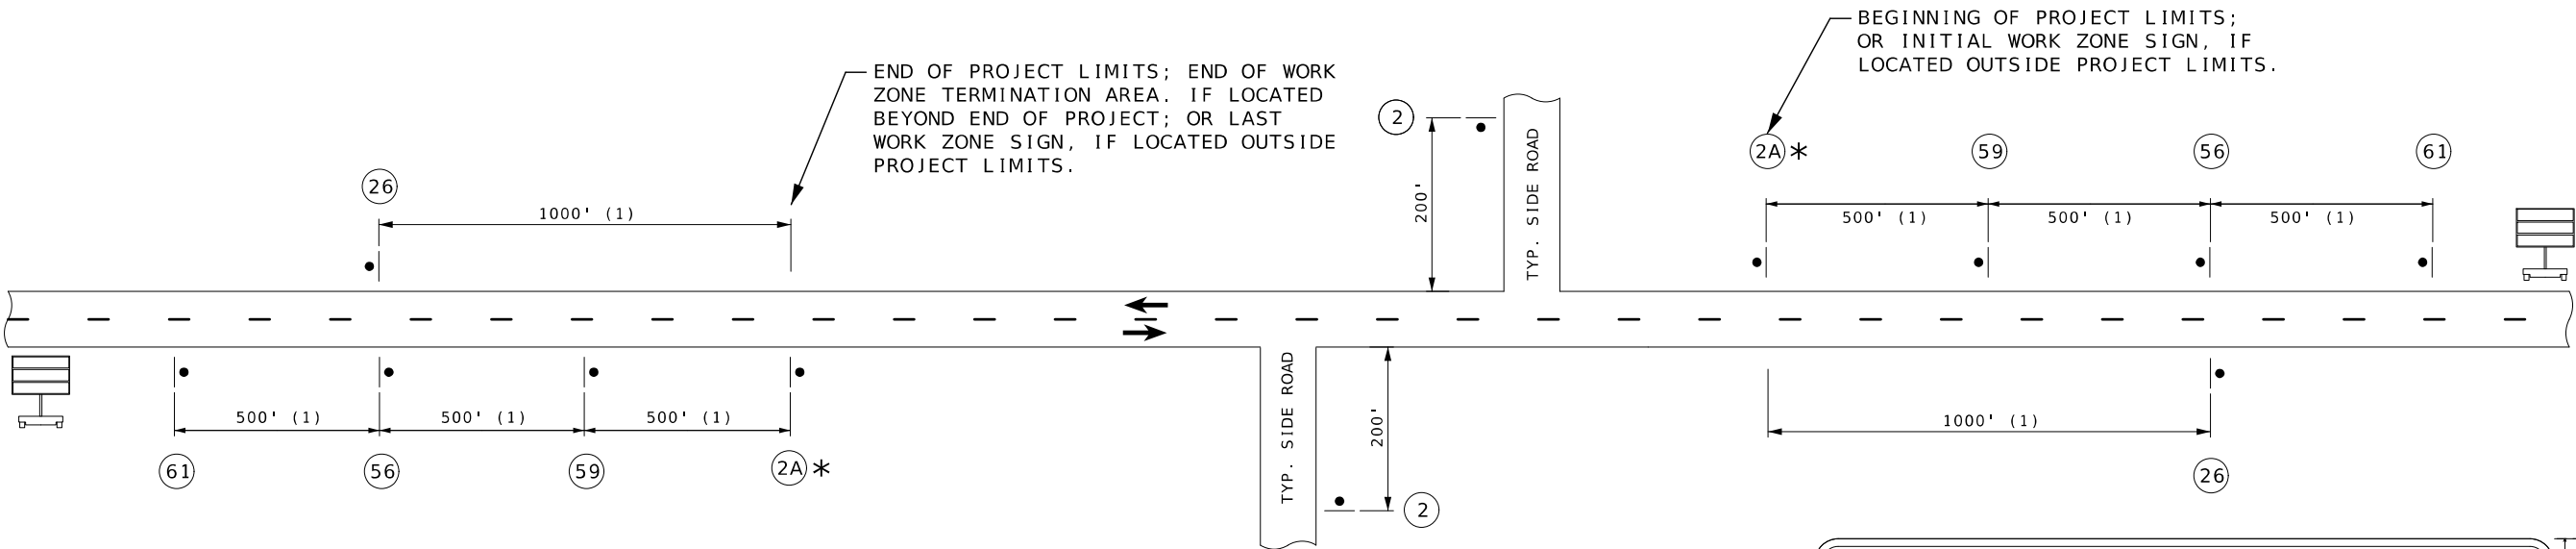 BEGINNING OF PROJECT LIMITS;
OR INITIAL WORK ZONE SIGN, IF
LOCATED OUTSIDE PROJECT LIMITS.
END OF PROJECT LIMITS; END OF WORK
ZONE TERMINATION AREA. IF LOCATED
BEYOND END OF PROJECT; OR LAST
WORK ZONE SIGN, IF LOCATED OUTSIDE
PROJECT LIMITS.
2
200'
TYP. SIDE ROAD
2A *
59
56
61
500' (1)
500' (1)
500' (1)
26
1000' (1)
500' (1)
500' (1)
500' (1)
61
56
59
2A *
TYP. SIDE ROAD
200'
2
1000' (1)
26